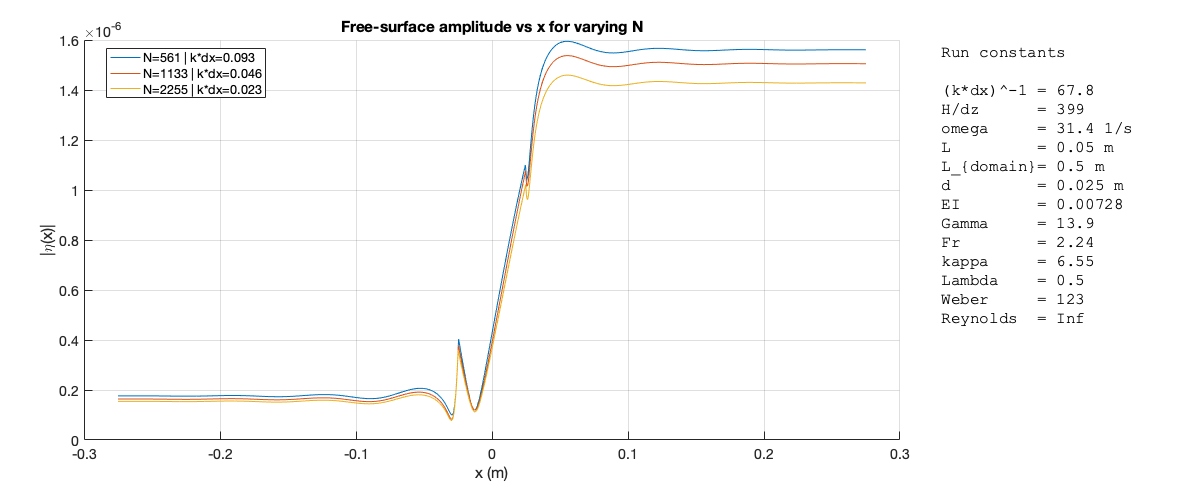 Free-surface amplitude vs x for varying N
×10^-6
1.6
1.4
1.2
1
0.8
0.6
0.4
0.2
0
|η(x)|
N=561 | k*dx=0.093
N=1133 | k*dx=0.046
N=2255 | k*dx=0.023
-0.3
-0.2
-0.1
0
0.1
0.2
0.3
x (m)
Run constants
(k*dx)^-1 = 67.8
H/dz = 399
omega = 31.4 1/s
L = 0.05 m
L_{domain}= 0.5 m
d = 0.025 m
EI = 0.00728
Gamma = 13.9
Fr = 2.24
kappa = 6.55
Lambda = 0.5
Weber = 123
Reynolds = Inf